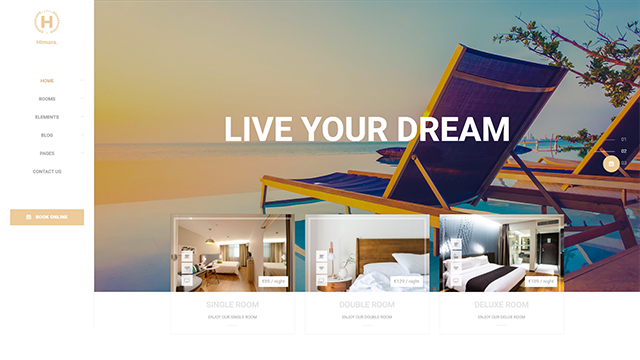 H
Himara.
HOME
ROOMS
ELEMENTS
BLOG
PAGES
CONTACT US
BOOK ONLINE
LIVE YOUR DREAM
01
02
03
€89 / night
€129 / night
€199 / night
SINGLE ROOM
DOUBLE ROOM
DELUXE ROOM
ENJOY OUR SINGLE ROOM
ENJOY OUR DOUBLE ROOM
ENJOY OUR DELUX ROOM